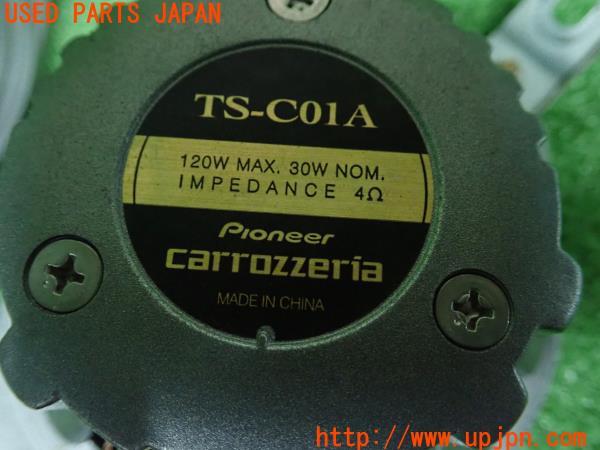 USED PARTS JAPAN
TS-C01A
120W MAX. 30W NOM.
IMPEDANCE 4Ω
Pioneer
carrozzeria
MADE IN CHINA
http://www.upjpn.com